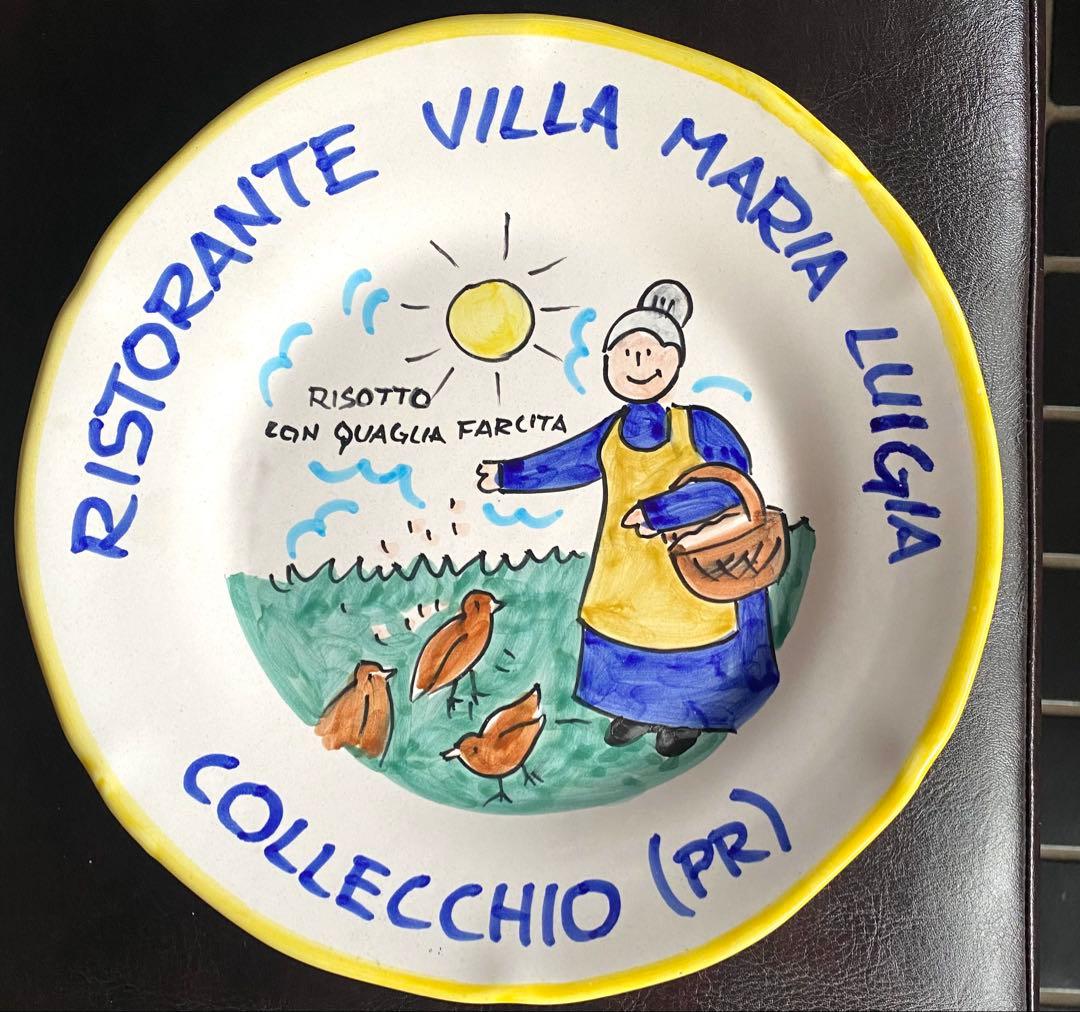 RISTORANTE VILLA MARIA LUIGIA
RISOTTO
CON QUAGLIA FARCITA
COLLECCHIO (PR)